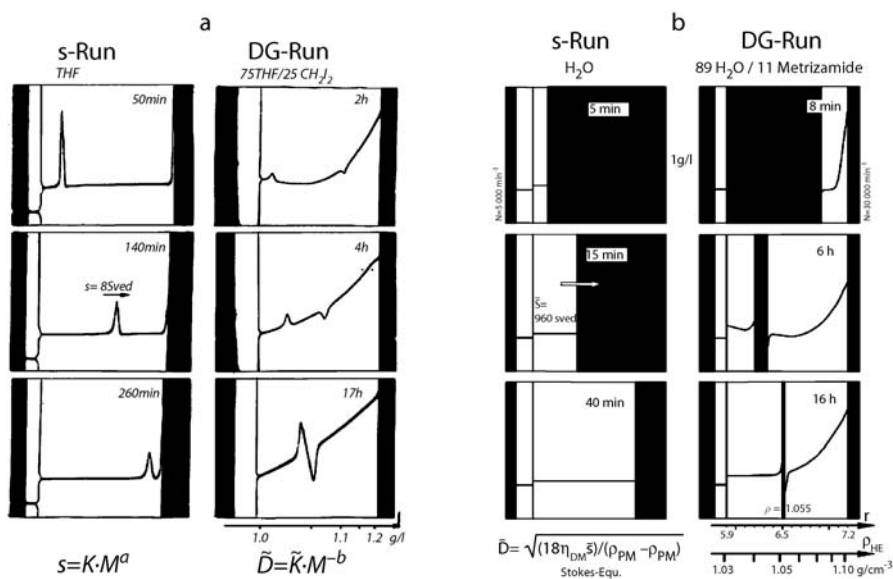 a
s-Run
THF
DG-Run
75THF/25 CH2I2
50min
2h
140min
s= 8Sved
4h
260min
17h
1.0 1.1 1.2 g/l
s=K·M^a
D̃=K̃·M^-b
b
s-Run
H2O
DG-Run
89 H2O / 11 Metrizamide
5 min
8 min
N=5 000 min-1
1g/l
N=30 000 min-1
15 min
s̄=
960 sved
6 h
40 min
16 h
ρ = 1.055
r
5.9 6.5 7.2
ρHE
1.03 1.05 1.10 g/cm-3
D̄= √(18ηDM s̄)/(ρPM −ρPM)
Stokes-Equ.